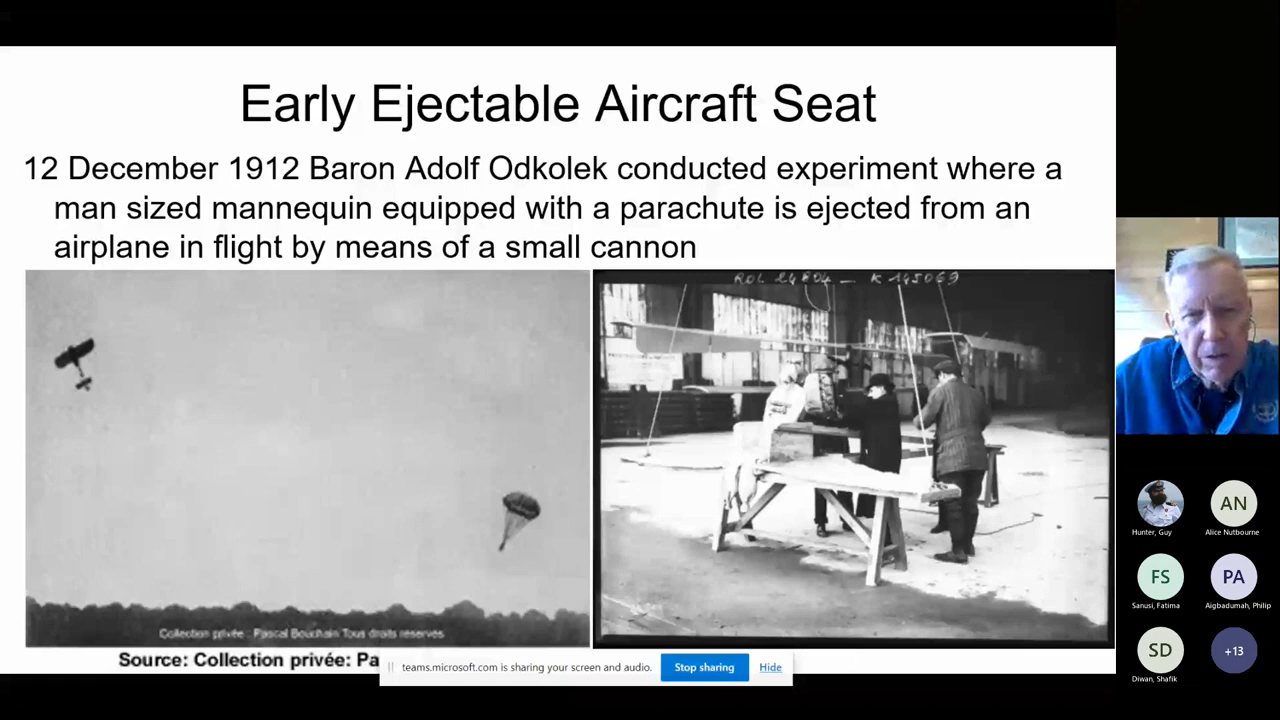 Early Ejectable Aircraft Seat
12 December 1912 Baron Adolf Odkolek conducted experiment where a
man sized mannequin equipped with a parachute is ejected from an
airplane in flight by means of a small cannon
ROL 24804 — K 145069
Collection privée : Pascal Bouchain Tous droits réservés
Source: Collection privée: Pa
teams.microsoft.com is sharing your screen and audio.
Stop sharing
Hide
Hunter, Guy
AN
Alice Nutbourne
FS
Sanusi, Fatima
PA
Aigbadumah, Philip
SD
Diwan, Shafik
+13